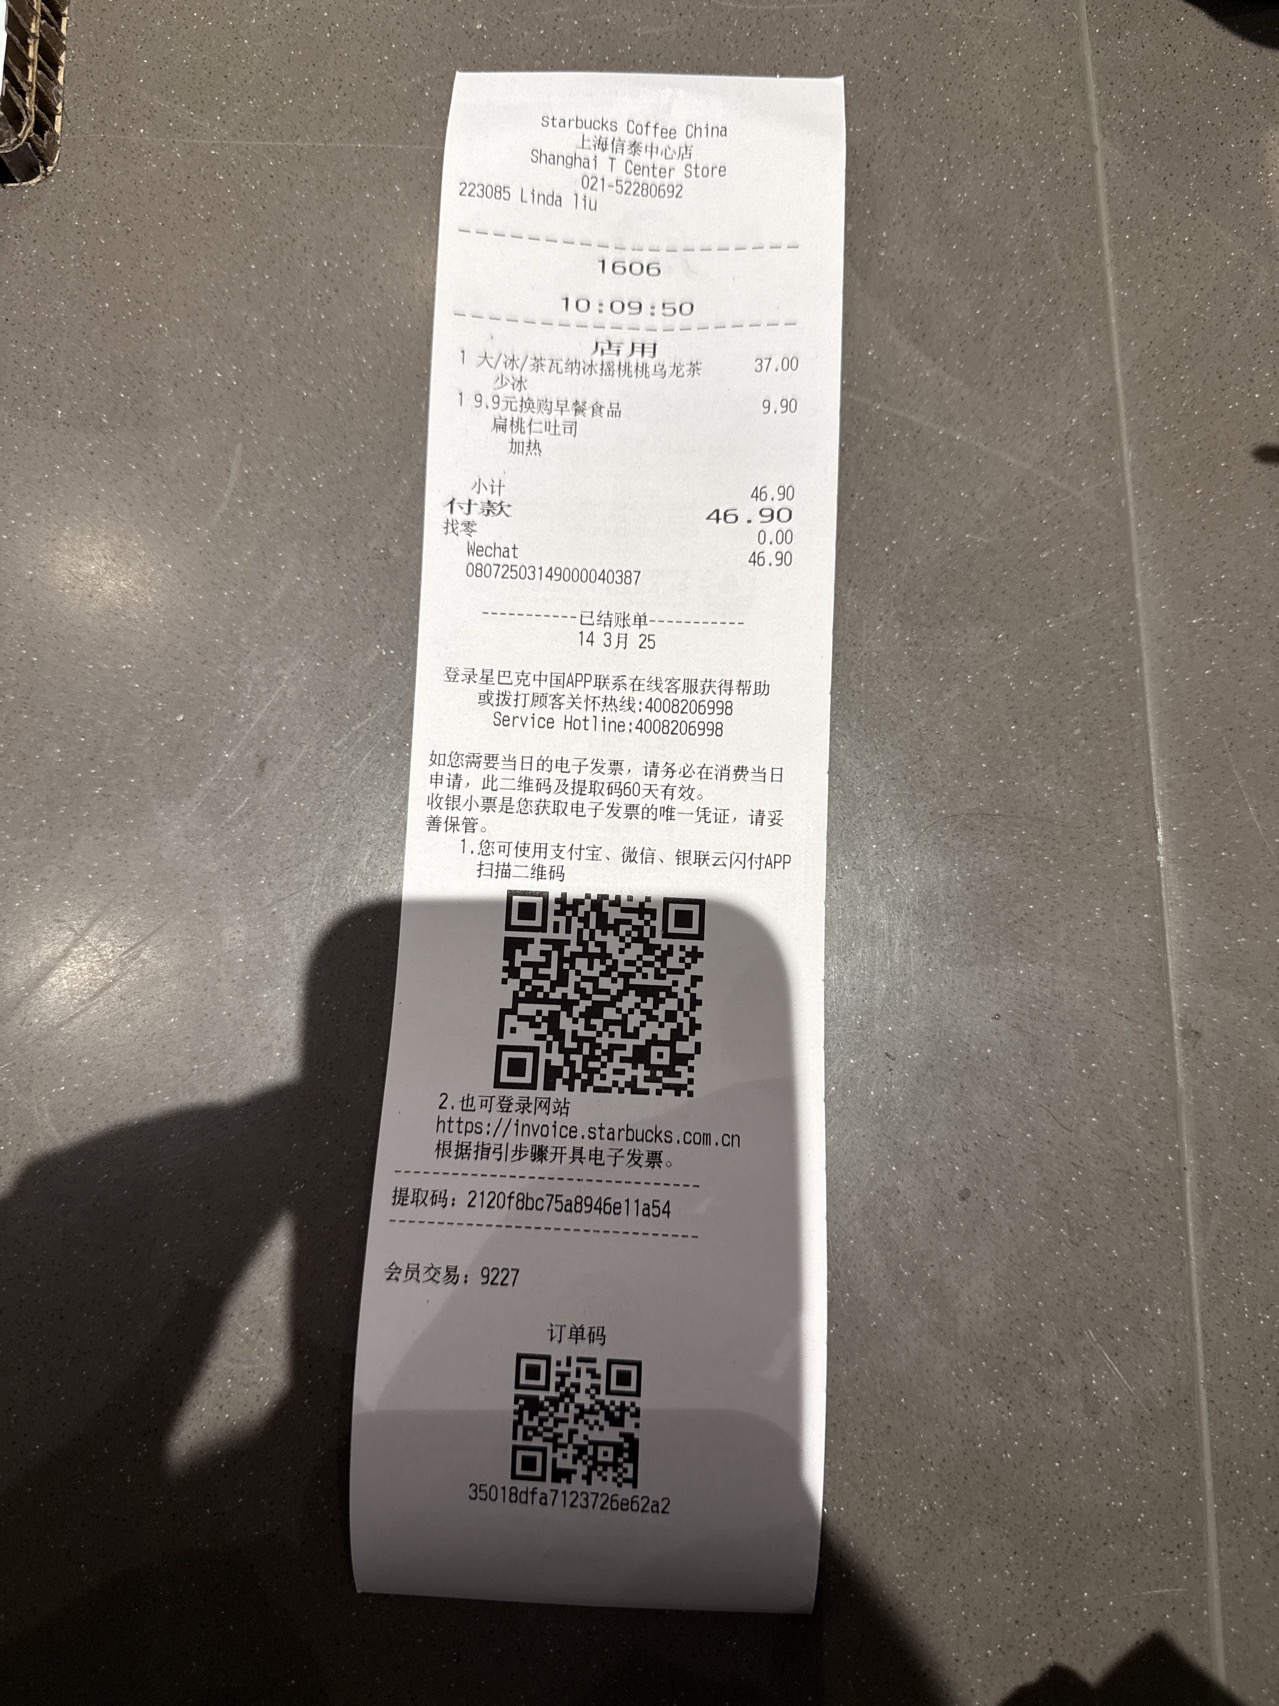 starbucks Coffee China
上海信泰中心店
Shanghai T Center Store
021-52280692
223085 Linda liu
1606
10:09:50
店用
1 大/冰/茶瓦纳冰摇桃桃乌龙茶 37.00
少冰
1 9.9元换购早餐食品 9.90
扁桃仁吐司
加热
小计 46.90
付款 46.90
找零 0.00
Wechat 46.90
08072503149000040387
-----------已结账单-----------
14 3月 25
登录星巴克中国APP联系在线客服获得帮助
或拨打顾客关怀热线:4008206998
Service Hotline:4008206998
如您需要当日的电子发票，请务必在消费当日
申请，此二维码及提取码60天有效。
收银小票是您获取电子发票的唯一凭证，请妥
善保管。
1.您可使用支付宝、微信、银联云闪付APP
扫描二维码
2.也可登录网站
https://invoice.starbucks.com.cn
根据指引步骤开具电子发票。
提取码：2120f8bc75a8946e11a54
会员交易：9227
订单码
35018dfa7123726e62a2